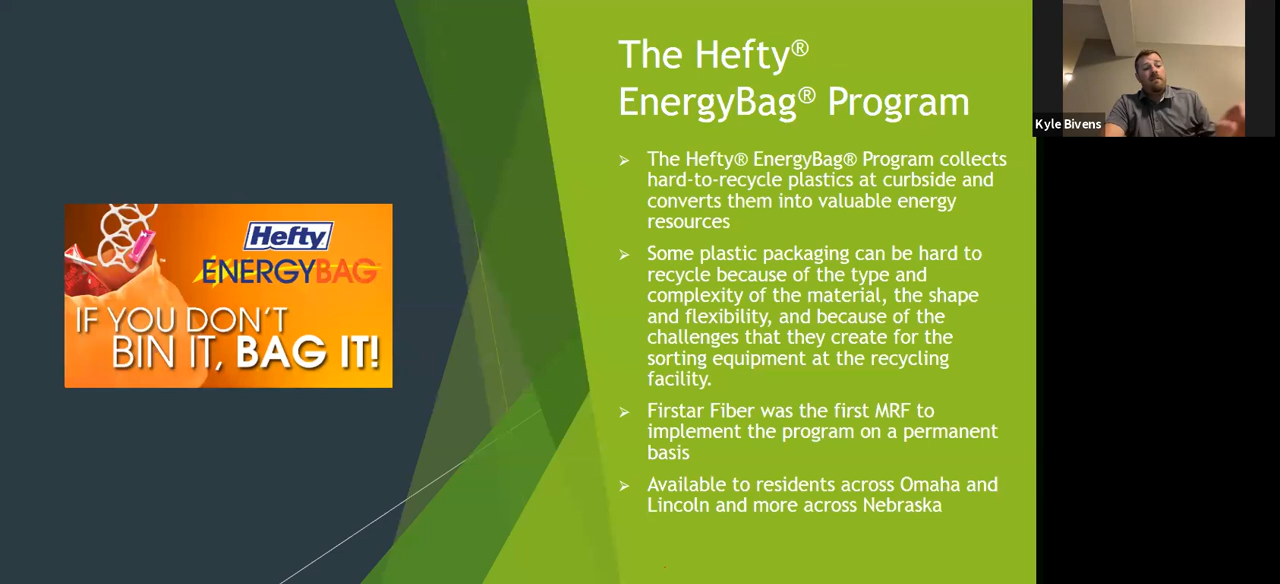 The Hefty®
EnergyBag® Program
The Hefty® EnergyBag® Program collects
hard-to-recycle plastics at curbside and
converts them into valuable energy
resources
Some plastic packaging can be hard to
recycle because of the type and
complexity of the material, the shape
and flexibility, and because of the
challenges that they create for the
sorting equipment at the recycling
facility.
Firstar Fiber was the first MRF to
implement the program on a permanent
basis
Available to residents across Omaha and
Lincoln and more across Nebraska
Hefty
ENERGYBAG
IF YOU DON'T
BIN IT, BAG IT!
Kyle Bivens